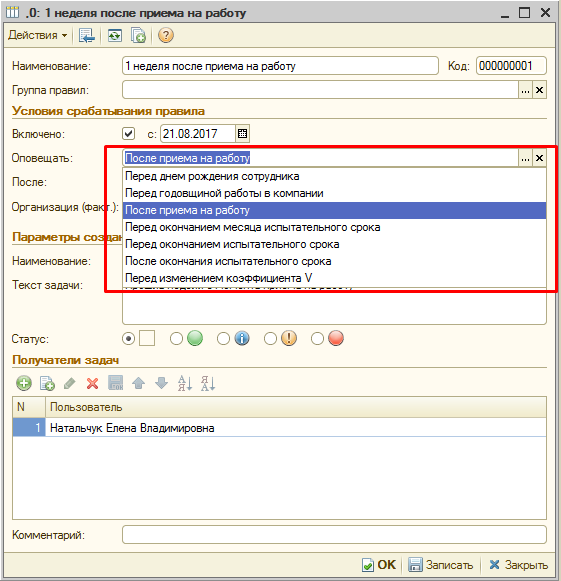 .0: 1 неделя после приема на работу
Действия
Наименование: 1 неделя после приема на работу Код: 000000001
Группа правил: ... ×
Условия срабатывания правила
Включено: с: 21.08.2017
Оповещать: После приема на работу ... ×
Перед днем рождения сотрудника
После: Перед годовщиной работы в компании
Организация (факт.): После приема на работу
Перед окончанием месяца испытательного срока
Перед окончанием испытательного срока
После окончания испытательного срока
Перед изменением коэффициента V
Наименование:
Текст задачи:
Статус:
Получатели задач
N Пользователь
1 Натальчук Елена Владимировна
Комментарий:
OK Записать Закрыть